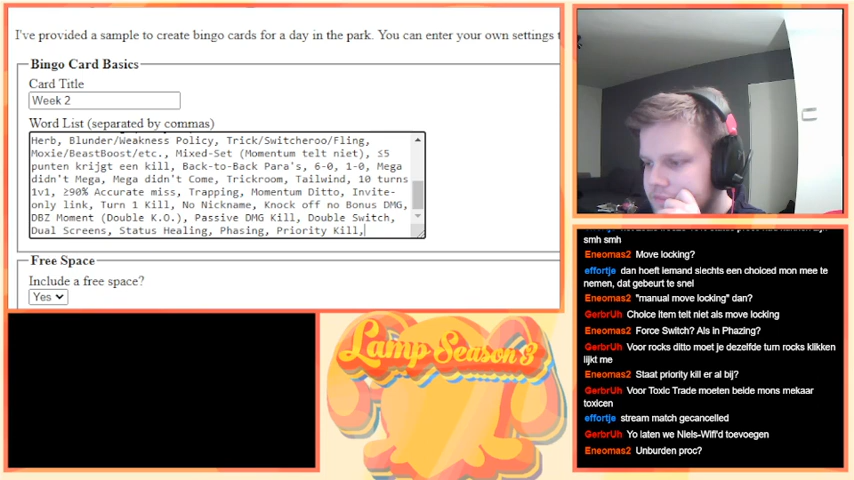 I've provided a sample to create bingo cards for a day in the park. You can enter your own settings t
Bingo Card Basics
Card Title
Week 2
Word List (separated by commas)
Herb, Blunder/Weakness Policy, Trick/Switcheroo/Fling,
Moxie/BeastBoost/etc., Mixed-Set (Momentum telt niet), ≤5
punten krijgt een kill, Back-to-Back Para's, 6-0, 1-0, Mega
didn't Mega, Mega didn't Come, Trickroom, Tailwind, 10 turns
1v1, ≥90% Accurate miss, Trapping, Momentum Ditto, Invite-
only link, Turn 1 Kill, No Nickname, Knock off no Bonus DMG,
DBZ Moment (Double K.O.), Passive DMG Kill, Double Switch,
Dual Screens, Status Healing, Phasing, Priority Kill,
Free Space
Include a free space?
Yes
Lamp Season 3
smh smh
Eneomas2 Move locking?
effortje dan hoeft iemand slechts een choiced mon mee te
nemen, dat gebeurt te snel
Eneomas2 "manual move locking" dan?
GerbrUh Choice Item telt niet als move locking
Eneomas2 Force Switch? Als in Phazing?
GerbrUh Voor rocks ditto moet je dezelfde turn rocks klikken
lijkt me
Eneomas2 Staat priority kill er al bij?
GerbrUh Voor Toxic Trade moeten beide mons mekaar
toxicen
effortje stream match gecancelled
GerbrUh Yo laten we Niels-Wifi'd toevoegen
Eneomas2 Unburden proc?